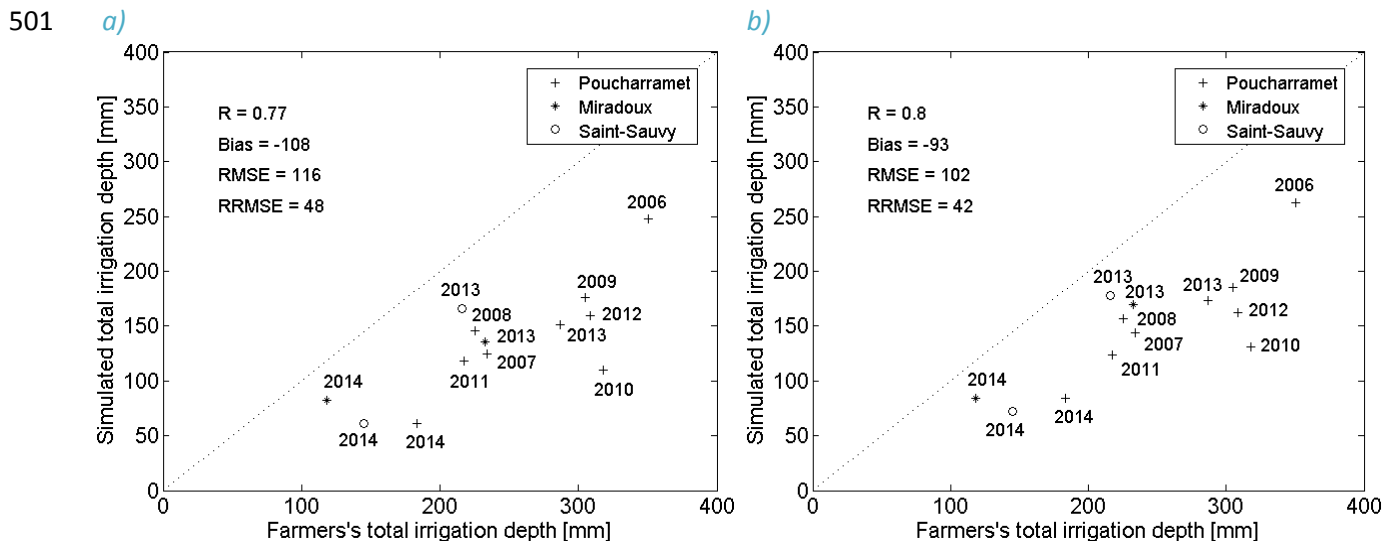 501 a) b)
400
350
300
250
200
150
100
50
0
Simulated total irrigation depth [mm]
R = 0.77
Bias = -108
RMSE = 116
RRMSE = 48
Poucharramet
Miradoux
Saint-Sauvy
2006
2009
2013
2012
2008
2013
2013
2007
2011
2010
2014
2014
2014
0 100 200 300 400
Farmers's total irrigation depth [mm]
400
350
300
250
200
150
100
50
0
Simulated total irrigation depth [mm]
R = 0.8
Bias = -93
RMSE = 102
RRMSE = 42
Poucharramet
Miradoux
Saint-Sauvy
2006
2013
2013
2013
2009
2012
2008
2007
2010
2011
2014
2014
2014
0 100 200 300 400
Farmers's total irrigation depth [mm]